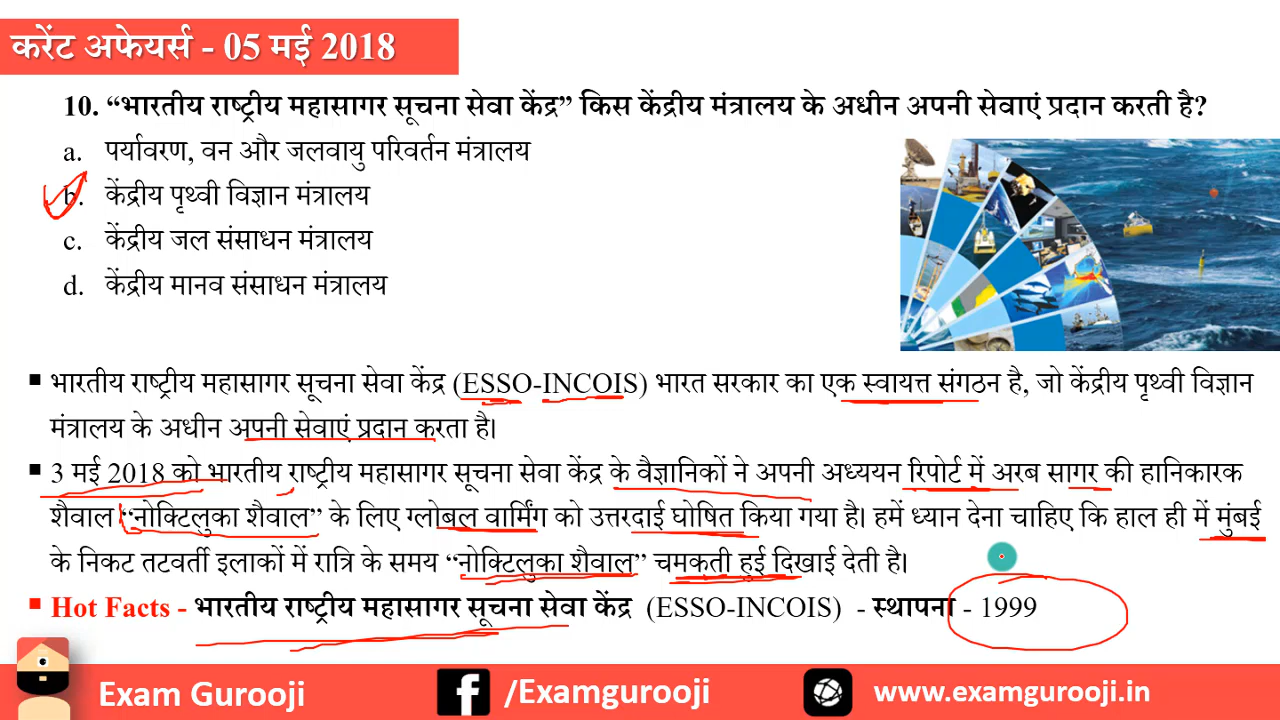 करेंट अफेयर्स - 05 मई 2018
10. “भारतीय राष्ट्रीय महासागर सूचना सेवा केंद्र” किस केंद्रीय मंत्रालय के अधीन अपनी सेवाएं प्रदान करती है?
a. पर्यावरण, वन और जलवायु परिवर्तन मंत्रालय
b. केंद्रीय पृथ्वी विज्ञान मंत्रालय
c. केंद्रीय जल संसाधन मंत्रालय
d. केंद्रीय मानव संसाधन मंत्रालय
▪ भारतीय राष्ट्रीय महासागर सूचना सेवा केंद्र (ESSO-INCOIS) भारत सरकार का एक स्वायत्त संगठन है, जो केंद्रीय पृथ्वी विज्ञान
मंत्रालय के अधीन अपनी सेवाएं प्रदान करता है।
▪ 3 मई 2018 को भारतीय राष्ट्रीय महासागर सूचना सेवा केंद्र के वैज्ञानिकों ने अपनी अध्ययन रिपोर्ट में अरब सागर की हानिकारक
शैवाल “नोक्टिलुका शैवाल” के लिए ग्लोबल वार्मिंग को उत्तरदाई घोषित किया गया है। हमें ध्यान देना चाहिए कि हाल ही में मुंबई
के निकट तटवर्ती इलाकों में रात्रि के समय “नोक्टिलुका शैवाल” चमकती हुई दिखाई देती है।
▪ Hot Facts - भारतीय राष्ट्रीय महासागर सूचना सेवा केंद्र (ESSO-INCOIS) - स्थापना - 1999
Exam Gurooji
/Examgurooji
www.examgurooji.in